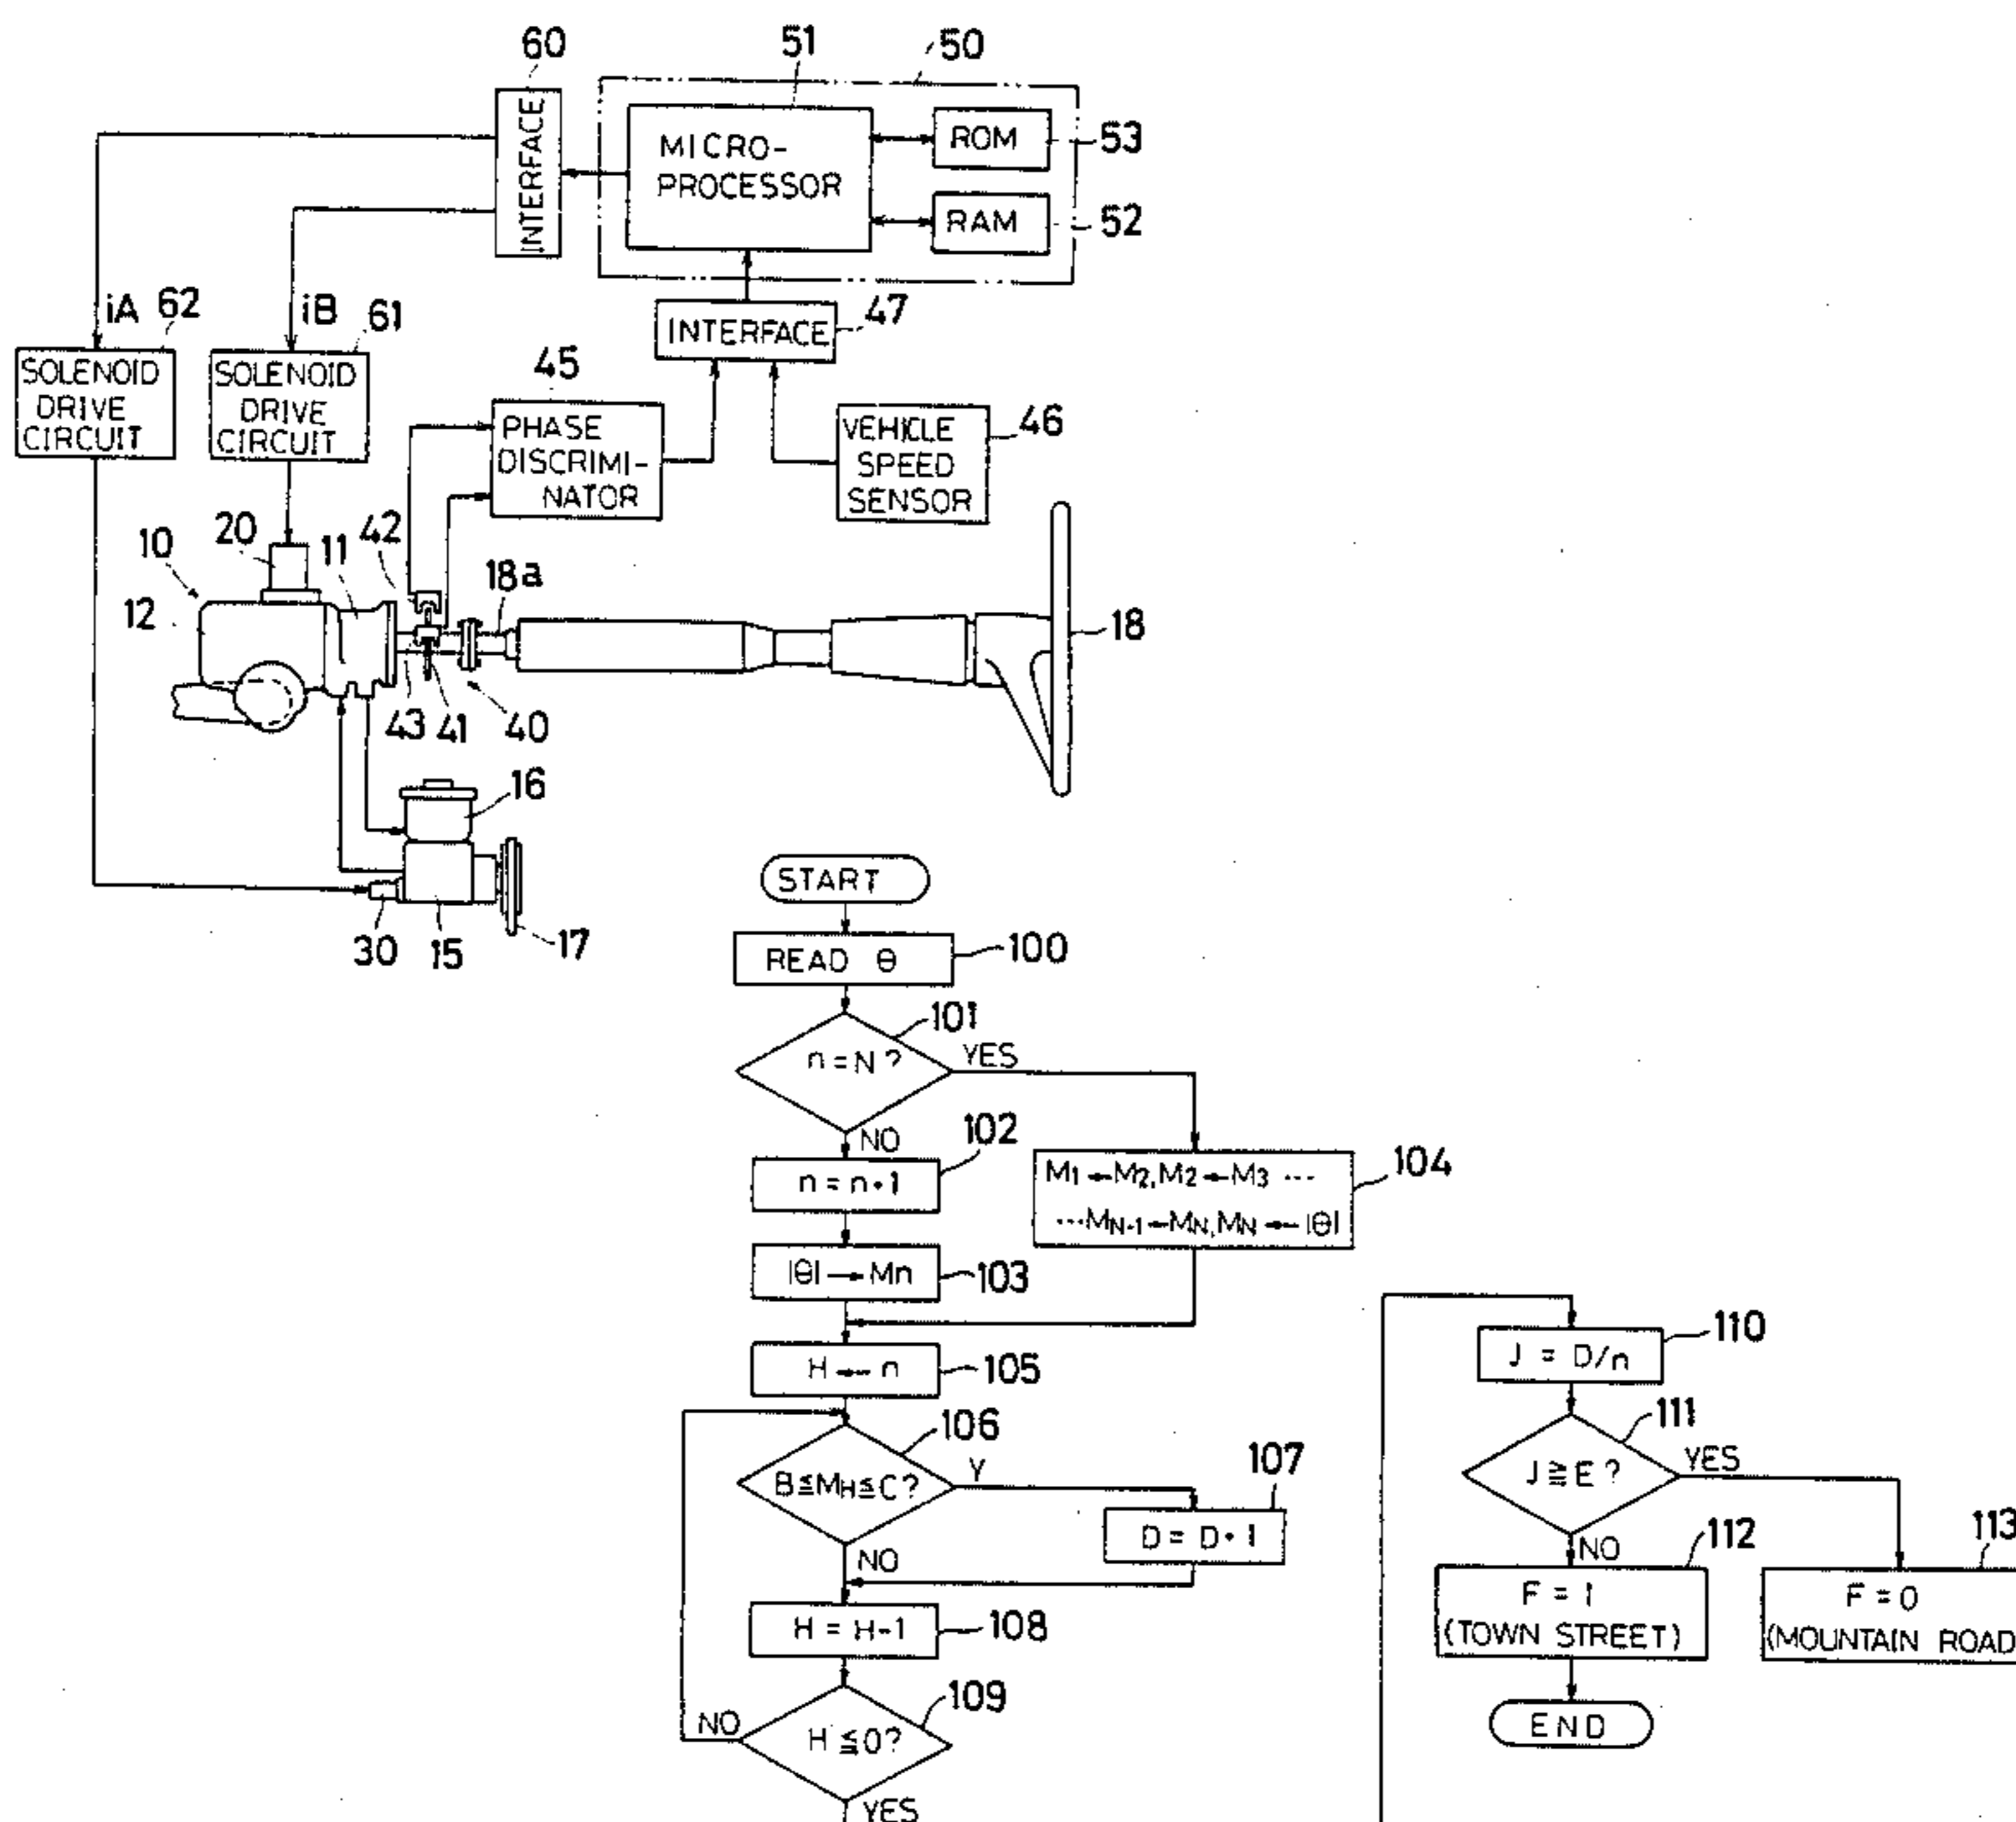 60
51
50
INTERFACE
MICRO-
PROCESSOR
ROM
53
RAM
52
iA
62
iB
61
INTERFACE
47
SOLENOID
DRIVE
CIRCUIT
SOLENOID
DRIVE
CIRCUIT
45
PHASE
DISCRIMI-
NATOR
VEHICLE
SPEED
SENSOR
46
10
20
11
42
18a
12
18
43
41
40
16
30
15
17
START
READ θ
100
101
n = N ?
YES
NO
102
n = n+1
M1←M2, M2←M3 ···
···MN-1←MN, MN←|θ|
104
|θ|→Mn
103
H←n
105
106
B≦MH≦C?
Y
107
D = D+1
NO
H = H-1
108
109
H ≦0?
NO
YES
110
J = D/n
111
J ≧ E ?
YES
NO
112
F = 1
(TOWN STREET)
113
F = 0
(MOUNTAIN ROAD
END